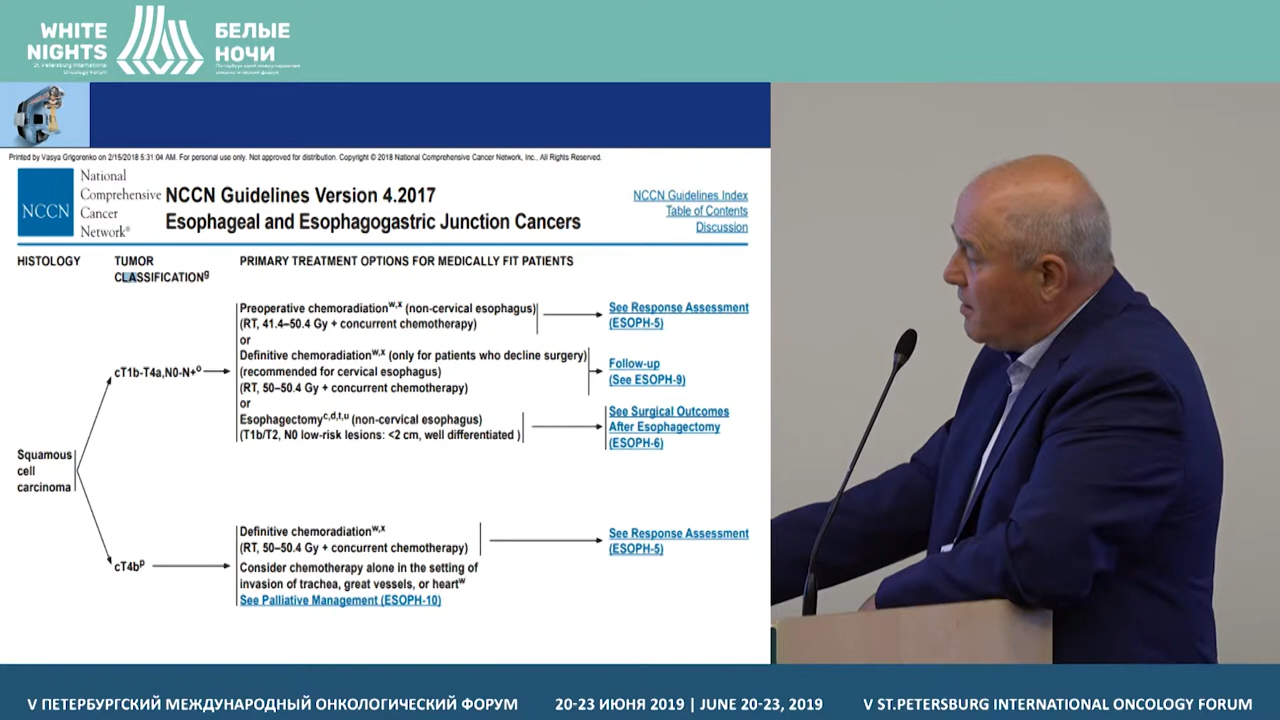 WHITE
NIGHTS
St. Petersburg International
Oncology Forum
БЕЛЫЕ
НОЧИ
Петербургский международный
онкологический форум
Printed by Vasya Grigorenko on 2/15/2018 5:31:04 AM. For personal use only. Not approved for distribution. Copyright © 2018 National Comprehensive Cancer Network, Inc., All Rights Reserved.
NCCN
National
Comprehensive
Cancer
Network®
NCCN Guidelines Version 4.2017
Esophageal and Esophagogastric Junction Cancers
NCCN Guidelines Index
Table of Contents
Discussion
HISTOLOGY
TUMOR
CLASSIFICATIONg
PRIMARY TREATMENT OPTIONS FOR MEDICALLY FIT PATIENTS
Squamous
cell
carcinoma
cT1b-T4a,N0-N+o
Preoperative chemoradiationw,x (non-cervical esophagus)
(RT, 41.4–50.4 Gy + concurrent chemotherapy)
or
Definitive chemoradiationw,x (only for patients who decline surgery)
(recommended for cervical esophagus)
(RT, 50–50.4 Gy + concurrent chemotherapy)
or
Esophagectomyc,d,t,u (non-cervical esophagus)
(T1b/T2, N0 low-risk lesions: <2 cm, well differentiated )
See Response Assessment
(ESOPH-5)
Follow-up
(See ESOPH-9)
See Surgical Outcomes
After Esophagectomy
(ESOPH-6)
cT4bp
Definitive chemoradiationw,x
(RT, 50–50.4 Gy + concurrent chemotherapy)
Consider chemotherapy alone in the setting of
invasion of trachea, great vessels, or heartw
See Palliative Management (ESOPH-10)
See Response Assessment
(ESOPH-5)
V ПЕТЕРБУРГСКИЙ МЕЖДУНАРОДНЫЙ ОНКОЛОГИЧЕСКИЙ ФОРУМ 20-23 ИЮНЯ 2019 | JUNE 20-23, 2019 V ST.PETERSBURG INTERNATIONAL ONCOLOGY FORUM